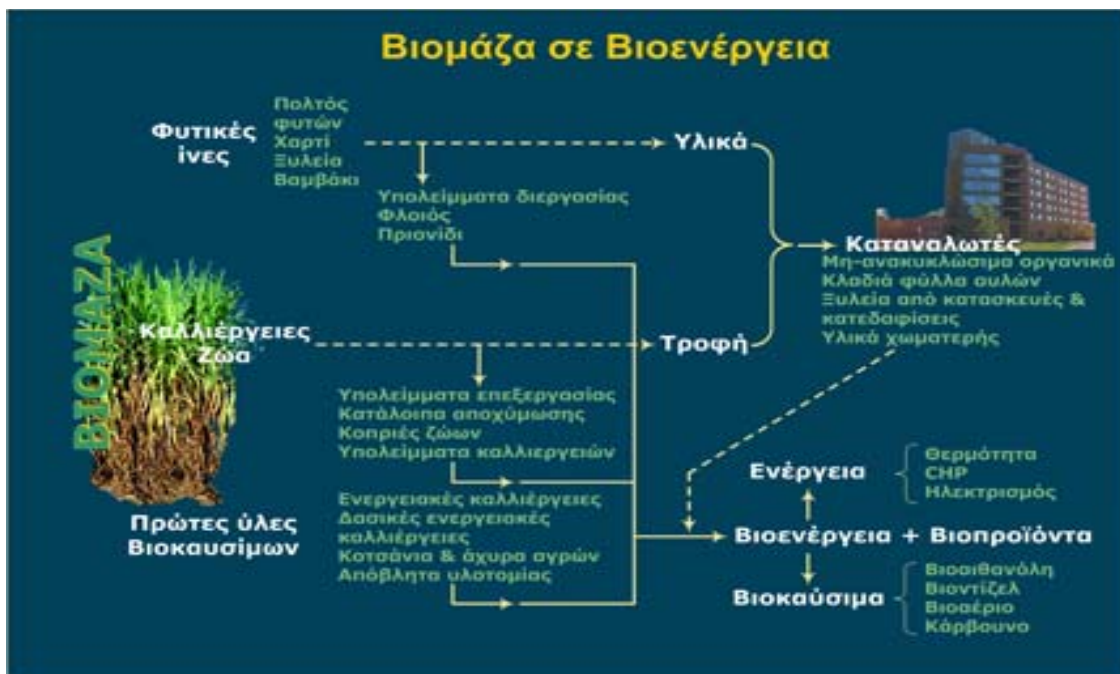 Βιομάζα σε Βιοενέργεια
Φυτικές
ίνες
Πολτός
φυτών
Χαρτί
Ξυλεία
Βαμβάκι
Υλικά
Υπολείμματα διεργασίας
Φλοιός
Πριονίδι
Καταναλωτές
Μη-ανακυκλώσιμα οργανικά
Κλαδιά φύλλα αυλών
Ξυλεία από κατασκευές &
κατεδαφίσεις
Υλικά χωματερής
ΒΙΟΜΑΖΑ
Καλλιέργειες
Ζώα
Τροφή
Υπολείμματα επεξεργασίας
Κατάλοιπα αποχύμωσης
Κοπριές ζώων
Υπολείμματα καλλιεργειών
Πρώτες ύλες
Βιοκαυσίμων
Ενεργειακές καλλιέργειες
Δασικές ενεργειακές
καλλιέργειες
Κοτσάνια & άχυρα αγρών
Απόβλητα υλοτομίας
Ενέργεια
Θερμότητα
CHP
Ηλεκτρισμός
Βιοενέργεια + Βιοπροϊόντα
Βιοκαύσιμα
Βιοαιθανόλη
Βιοντίζελ
Βιοαέριο
Κάρβουνο